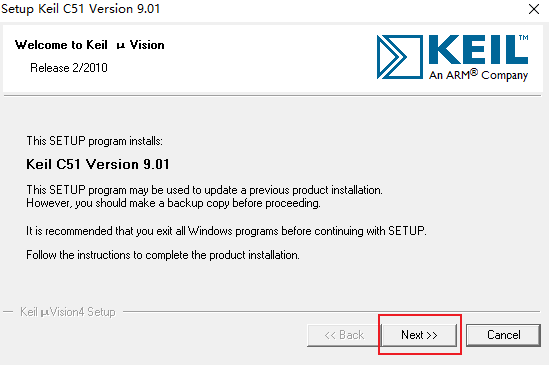 Setup Keil C51 Version 9.01
Welcome to Keil μ Vision
Release 2/2010
KEIL™
An ARM® Company
This SETUP program installs:
Keil C51 Version 9.01
This SETUP program may be used to update a previous product installation.
However, you should make a backup copy before proceeding.
It is recommended that you exit all Windows programs before continuing with SETUP.
Follow the instructions to complete the product installation.
Keil μVision4 Setup
<< Back
Next >>
Cancel